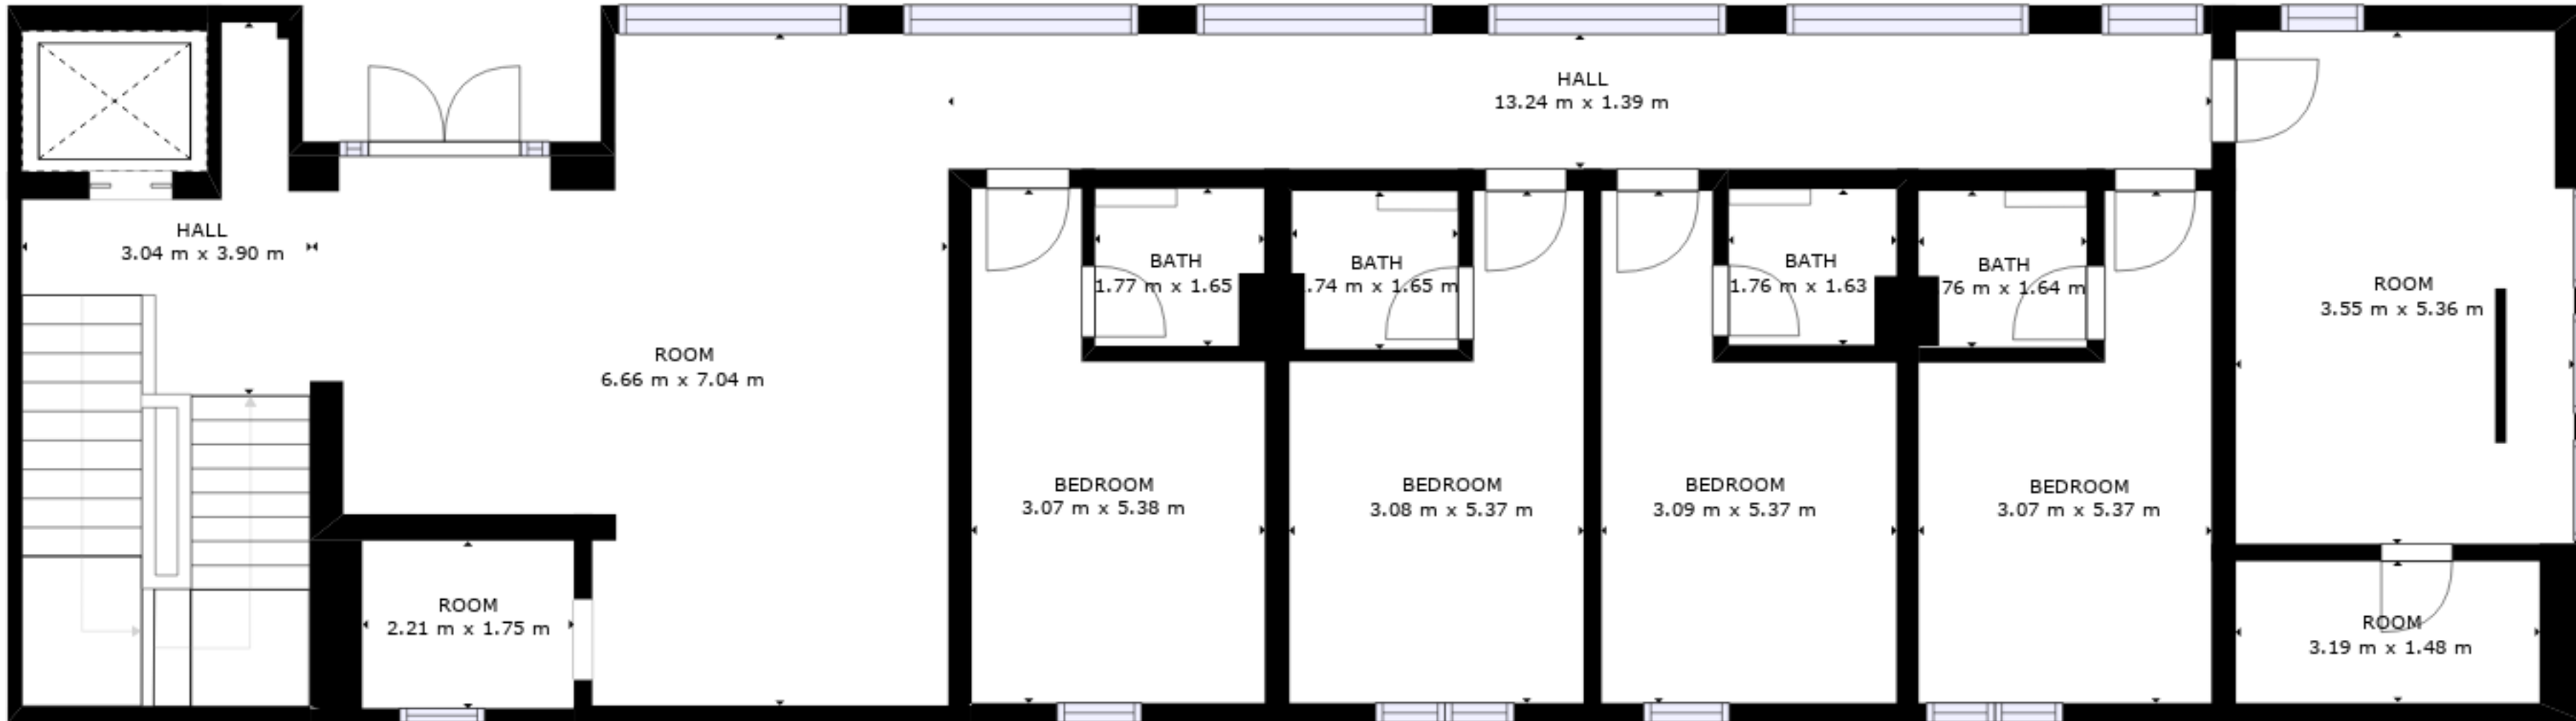 HALL
13.24 m x 1.39 m
HALL
3.04 m x 3.90 m
BATH
1.77 m x 1.65
BATH
.74 m x 1.65 m
BATH
1.76 m x 1.63
BATH
76 m x 1.64 m
ROOM
3.55 m x 5.36 m
ROOM
6.66 m x 7.04 m
BEDROOM
3.07 m x 5.38 m
BEDROOM
3.08 m x 5.37 m
BEDROOM
3.09 m x 5.37 m
BEDROOM
3.07 m x 5.37 m
ROOM
2.21 m x 1.75 m
ROOM
3.19 m x 1.48 m